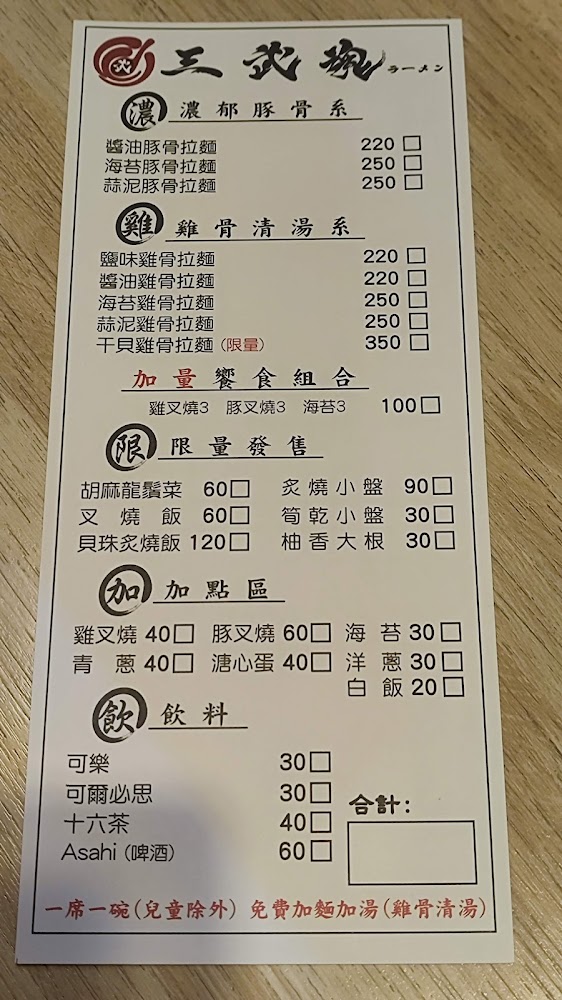 三武塊 ラーメン
濃 濃郁豚骨系
醬油豚骨拉麵 220 □
海苔豚骨拉麵 250 □
蒜泥豚骨拉麵 250 □
雞 雞骨清湯系
鹽味雞骨拉麵 220 □
醬油雞骨拉麵 220 □
海苔雞骨拉麵 250 □
蒜泥雞骨拉麵 250 □
干貝雞骨拉麵(限量) 350 □
加量饗食組合
雞叉燒3 豚叉燒3 海苔3 100 □
限 限量發售
胡麻龍鬚菜 60 □ 炙燒小盤 90 □
叉燒飯 60 □ 筍乾小盤 30 □
貝珠炙燒飯 120 □ 柚香大根 30 □
加 加點區
雞叉燒 40 □ 豚叉燒 60 □ 海苔 30 □
青蔥 40 □ 溏心蛋 40 □ 洋蔥 30 □
白飯 20 □
飲 飲料
可樂 30 □
可爾必思 30 □
十六茶 40 □
Asahi (啤酒) 60 □
合計:
一席一碗(兒童除外) 免費加麵加湯(雞骨清湯)